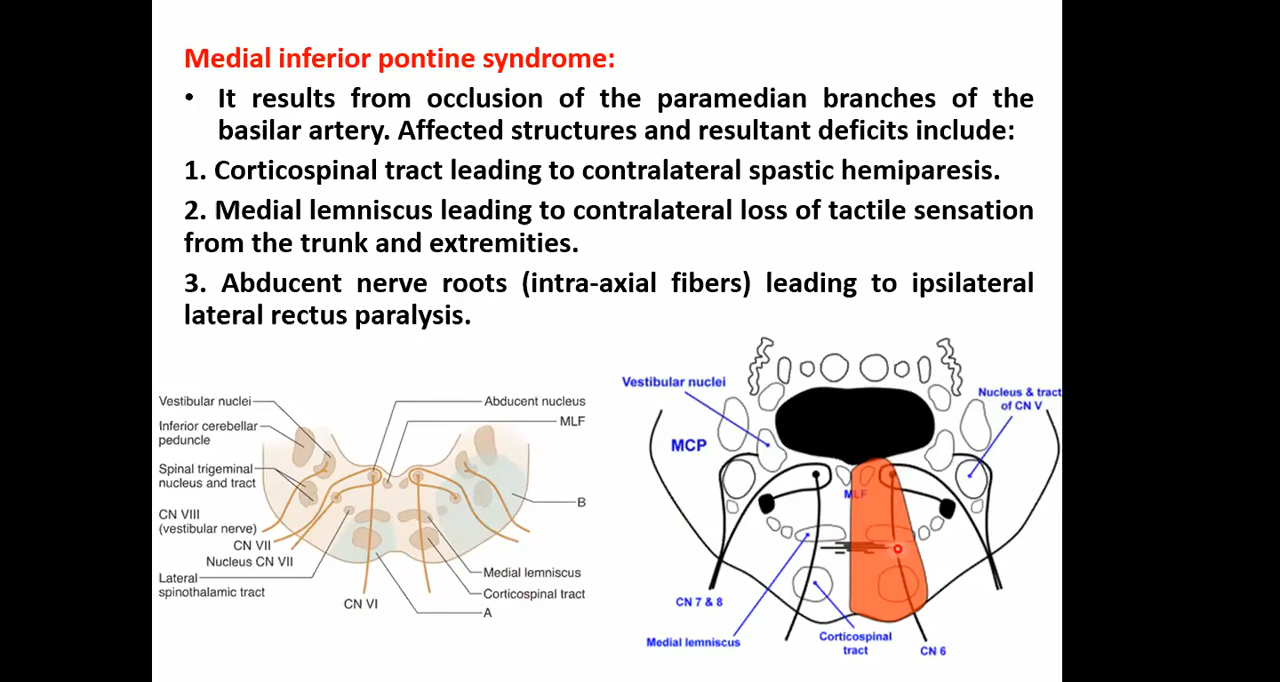 Medial inferior pontine syndrome:
• It results from occlusion of the paramedian branches of the
basilar artery. Affected structures and resultant deficits include:
1. Corticospinal tract leading to contralateral spastic hemiparesis.
2. Medial lemniscus leading to contralateral loss of tactile sensation
from the trunk and extremities.
3. Abducent nerve roots (intra-axial fibers) leading to ipsilateral
lateral rectus paralysis.
Vestibular nuclei
Inferior cerebellar
peduncle
Spinal trigeminal
nucleus and tract
CN VIII
(vestibular nerve)
CN VII
Nucleus CN VII
Lateral
spinothalamic tract
CN VI
Abducent nucleus
MLF
B
Medial lemniscus
Corticospinal tract
A
Vestibular nuclei
Nucleus & tract
of CN V
MCP
MLF
CN 7 & 8
Medial lemniscus
Corticospinal
tract
CN 6